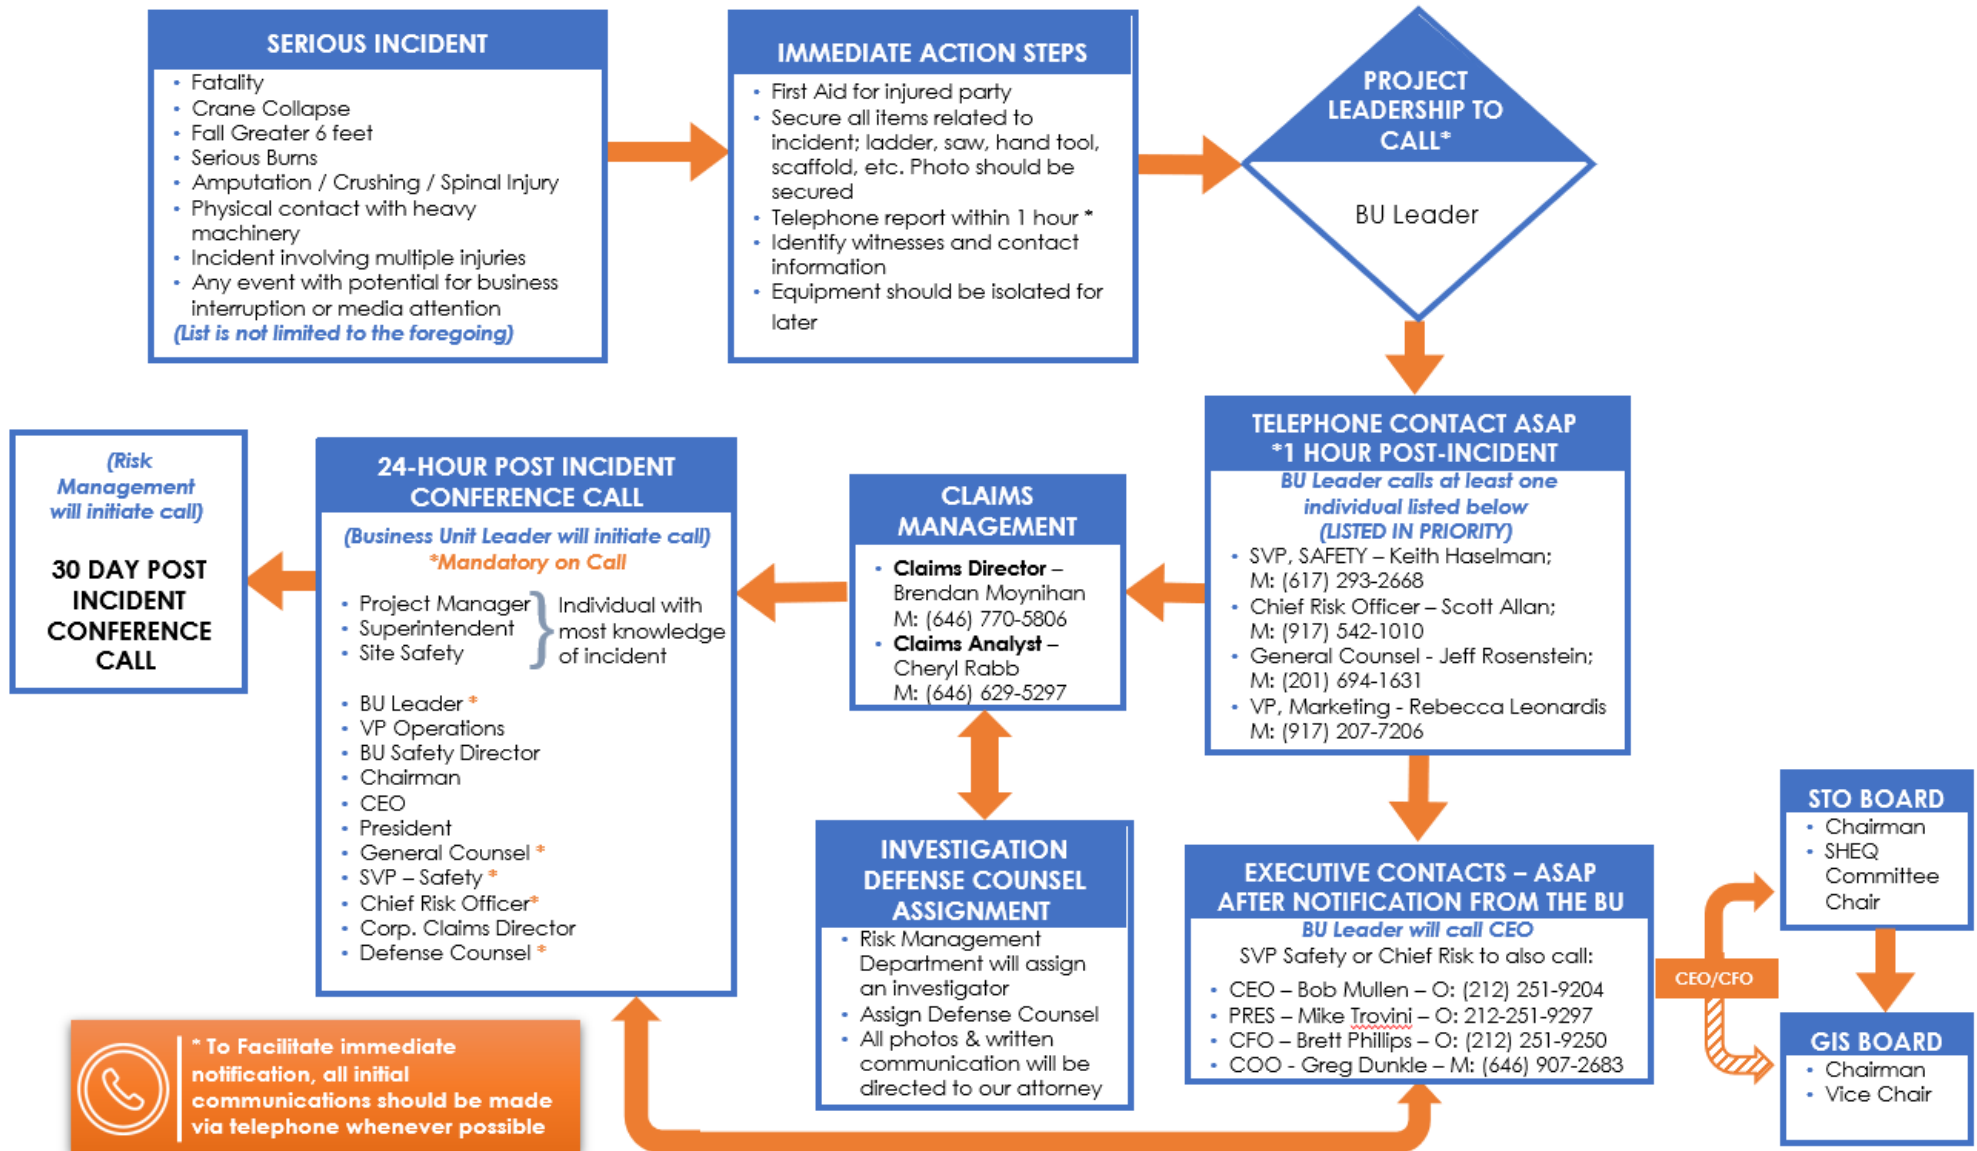 SERIOUS INCIDENT
• Fatality
• Crane Collapse
• Fall Greater 6 feet
• Serious Burns
• Amputation / Crushing / Spinal Injury
• Physical contact with heavy
machinery
• Incident involving multiple injuries
• Any event with potential for business
interruption or media attention
(List is not limited to the foregoing)
IMMEDIATE ACTION STEPS
• First Aid for injured party
• Secure all items related to
incident; ladder, saw, hand tool,
scaffold, etc. Photo should be
secured
• Telephone report within 1 hour *
• Identify witnesses and contact
information
• Equipment should be isolated for
later
PROJECT
LEADERSHIP TO
CALL*
BU Leader
TELEPHONE CONTACT ASAP
*1 HOUR POST-INCIDENT
BU Leader calls at least one
individual listed below
(LISTED IN PRIORITY)
• SVP, SAFETY – Keith Haselman;
M: (617) 293-2668
• Chief Risk Officer – Scott Allan;
M: (917) 542-1010
• General Counsel - Jeff Rosenstein;
M: (201) 694-1631
• VP, Marketing - Rebecca Leonardis
M: (917) 207-7206
CLAIMS
MANAGEMENT
• Claims Director –
Brendan Moynihan
M: (646) 770-5806
• Claims Analyst –
Cheryl Rabb
M: (646) 629-5297
24-HOUR POST INCIDENT
CONFERENCE CALL
(Business Unit Leader will initiate call)
*Mandatory on Call
• Project Manager
• Superintendent
• Site Safety
Individual with
most knowledge
of incident
• BU Leader *
• VP Operations
• BU Safety Director
• Chairman
• CEO
• President
• General Counsel *
• SVP – Safety *
• Chief Risk Officer*
• Corp. Claims Director
• Defense Counsel *
(Risk
Management
will initiate call)
30 DAY POST
INCIDENT
CONFERENCE
CALL
INVESTIGATION
DEFENSE COUNSEL
ASSIGNMENT
• Risk Management
Department will assign
an investigator
• Assign Defense Counsel
• All photos & written
communication will be
directed to our attorney
EXECUTIVE CONTACTS – ASAP
AFTER NOTIFICATION FROM THE BU
BU Leader will call CEO
SVP Safety or Chief Risk to also call:
• CEO – Bob Mullen – O: (212) 251-9204
• PRES – Mike Trovini – O: 212-251-9297
• CFO – Brett Phillips – O: (212) 251-9250
• COO - Greg Dunkle – M: (646) 907-2683
CEO/CFO
STO BOARD
• Chairman
• SHEQ
Committee
Chair
GIS BOARD
• Chairman
• Vice Chair
* To Facilitate immediate
notification, all initial
communications should be made
via telephone whenever possible